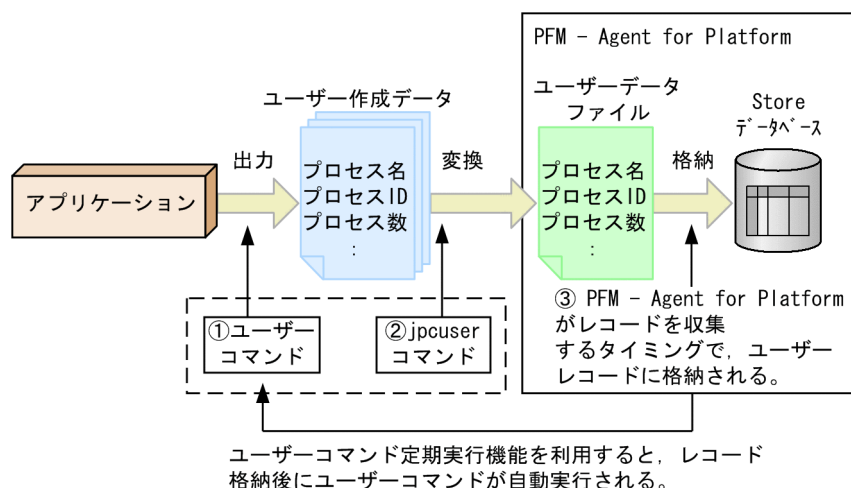 PFM - Agent for Platform
ユーザー作成データ
ユーザーデータ
ファイル
Store
ﾃﾞｰﾀﾍﾞｰｽ
出力
変換
格納
アプリケーション
プロセス名
プロセスID
プロセス数
:
プロセス名
プロセスID
プロセス数
:
①ユーザー
コマンド
②jpcuser
コマンド
③ PFM - Agent for Platform
がレコードを収集
するタイミングで，ユーザー
レコードに格納される。
ユーザーコマンド定期実行機能を利用すると，レコード
格納後にユーザーコマンドが自動実行される。